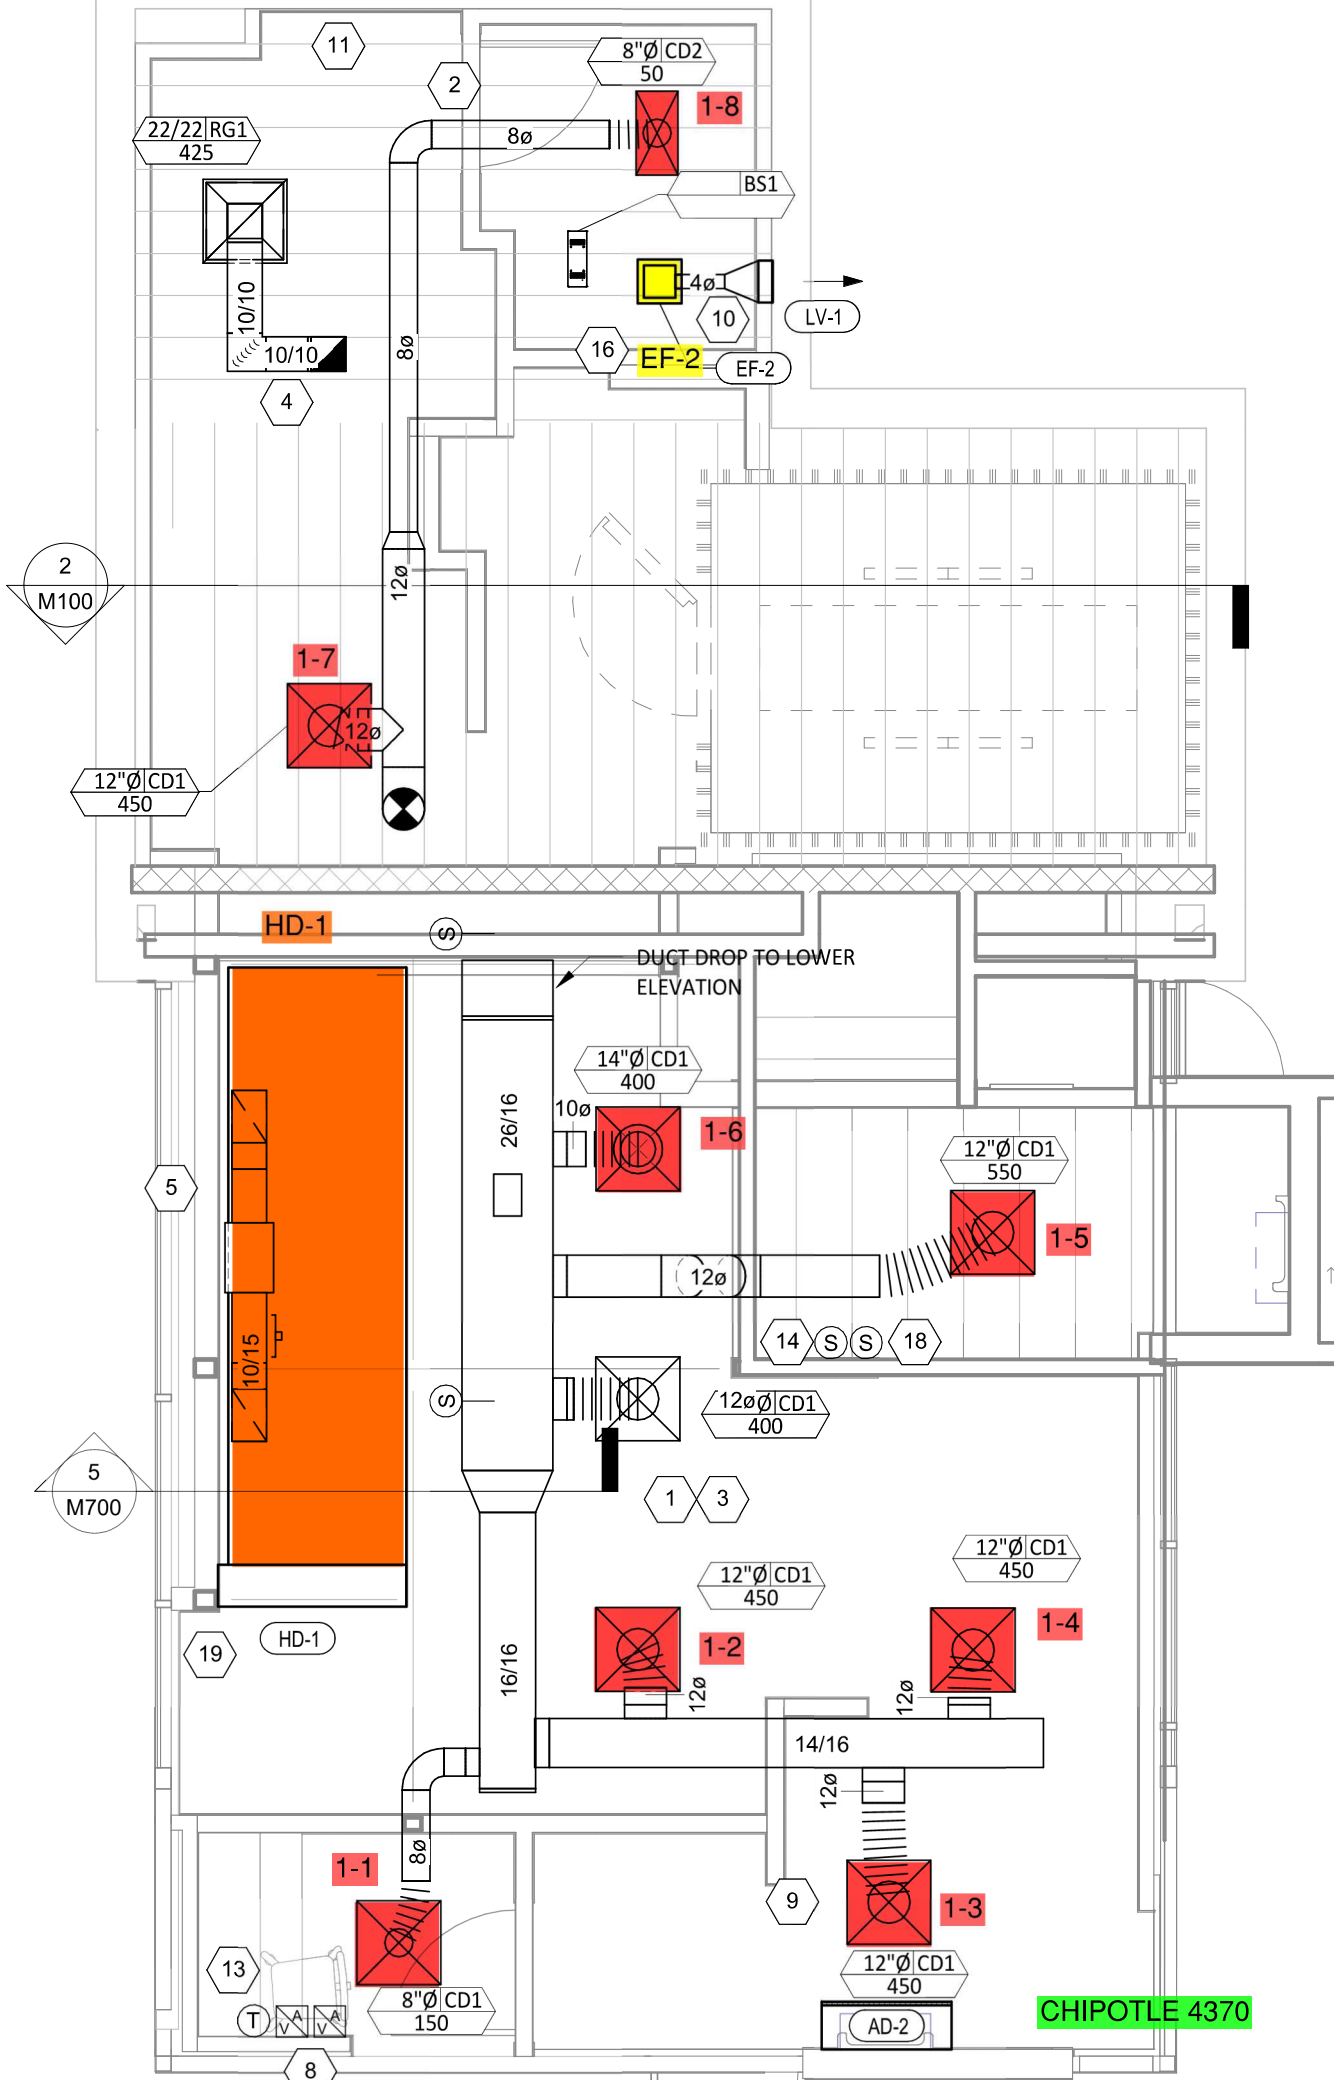 11
2
8"Ø CD2
50
1-8
22/22 RG1
425
8ø
BS1
10/10
4ø
10
LV-1
10/10
8ø
16
EF-2
EF-2
4
2
M100
12ø
1-7
12ø
12"Ø CD1
450
HD-1
S
DUCT DROP TO LOWER
ELEVATION
14"Ø CD1
400
10ø
26/16
1-6
12"Ø CD1
550
5
1-5
12ø
14
S
S
18
10/15
S
12øØ CD1
400
5
M700
1
3
12"Ø CD1
450
12"Ø CD1
450
HD-1
19
1-2
1-4
16/16
12ø
12ø
14/16
12ø
1-1
8ø
9
1-3
13
12"Ø CD1
450
8"Ø CD1
150
T
V A
V A
AD-2
CHIPOTLE 4370
8